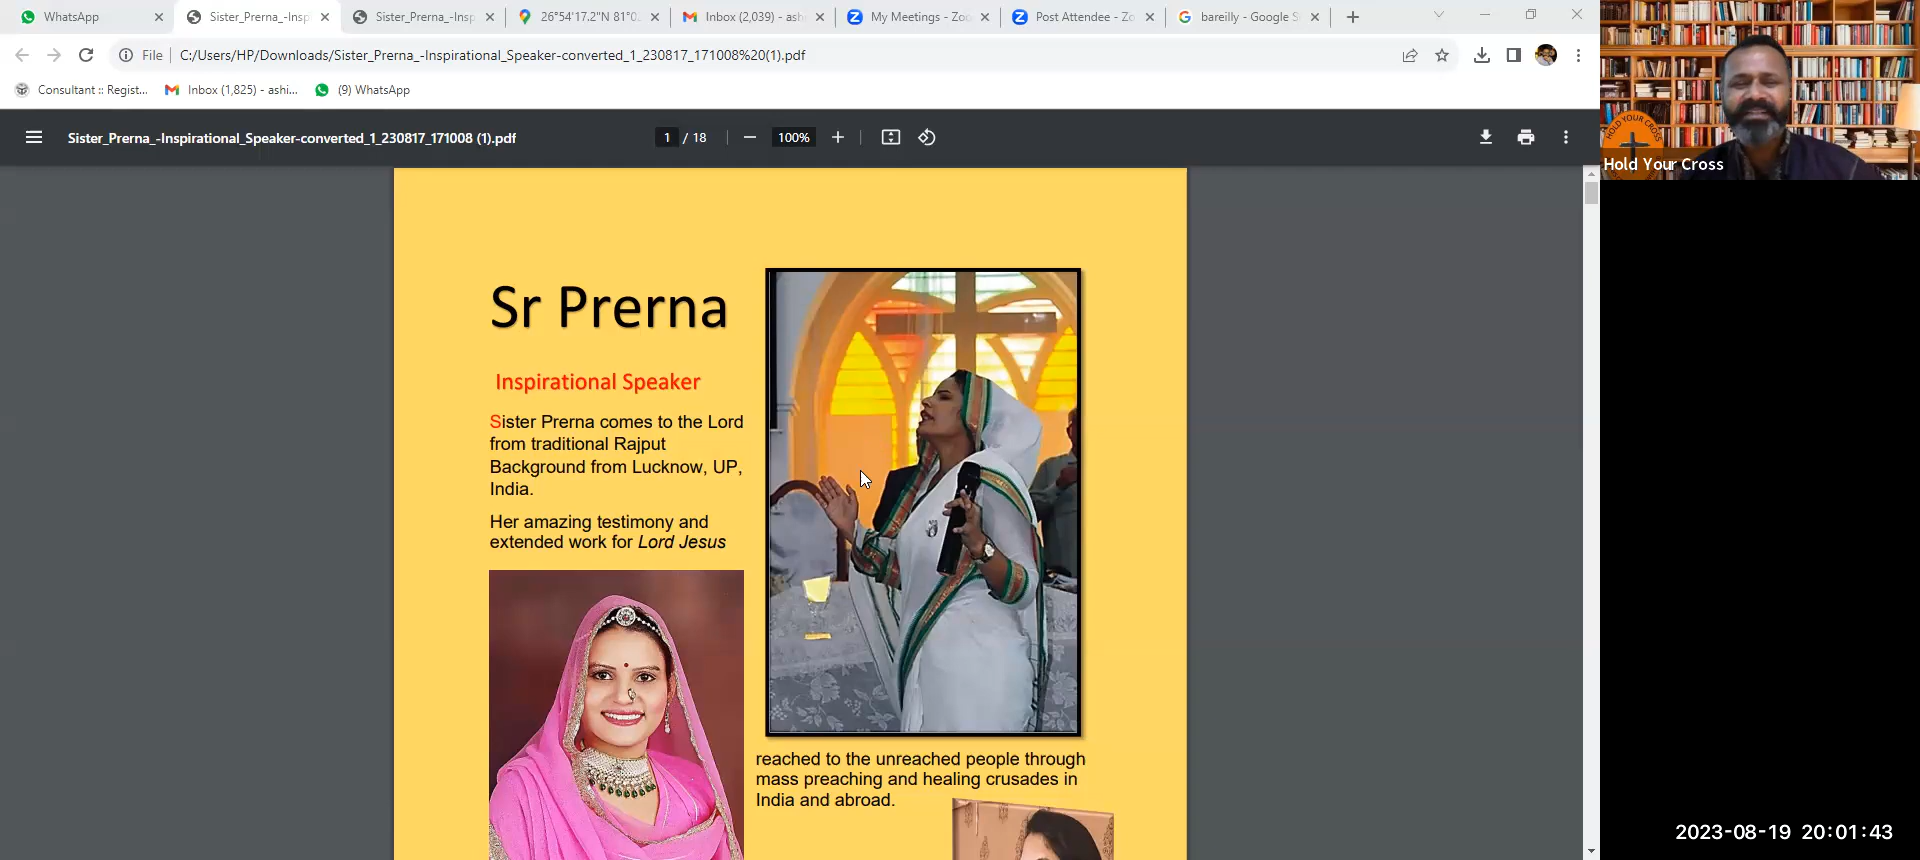 WhatsApp
Sister_Prerna_-Insp
Sister_Prerna_-Insp
26°54'17.2"N 81°0
Inbox (2,039) - ash
My Meetings - Zoo
Post Attendee - Zo
bareilly - Google S
File
C:/Users/HP/Downloads/Sister_Prerna_-Inspirational_Speaker-converted_1_230817_171008%20(1).pdf
Consultant :: Regist...
Inbox (1,825) - ashi...
(9) WhatsApp
Sister_Prerna_-Inspirational_Speaker-converted_1_230817_171008 (1).pdf
1 / 18
100%
HOLD YOUR CROSS
Hold Your Cross
Sr Prerna
Inspirational Speaker
Sister Prerna comes to the Lord
from traditional Rajput
Background from Lucknow, UP,
India.
Her amazing testimony and
extended work for Lord Jesus
reached to the unreached people through
mass preaching and healing crusades in
India and abroad.
2023-08-19 20:01:43